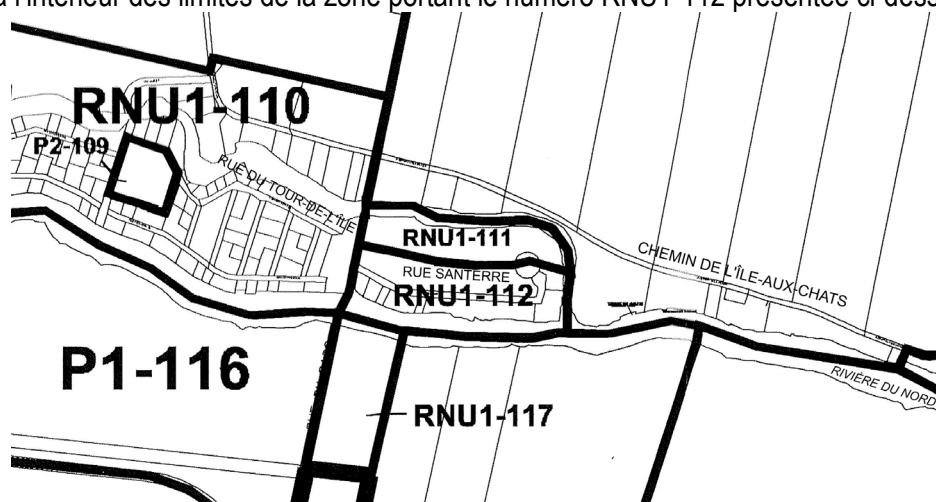 à l'intérieur des limites de la zone portant le numéro RNU1-112 présentée ci-dess
RNU1-110
P2-109
RUE DU TOUR-DE-L'ÎLE
RNU1-111
CHEMIN DE L'ÎLE-AUX-CHATS
RUE SANTERRE
RNU1-112
P1-116
RIVIÈRE DU NORD
RNU1-117